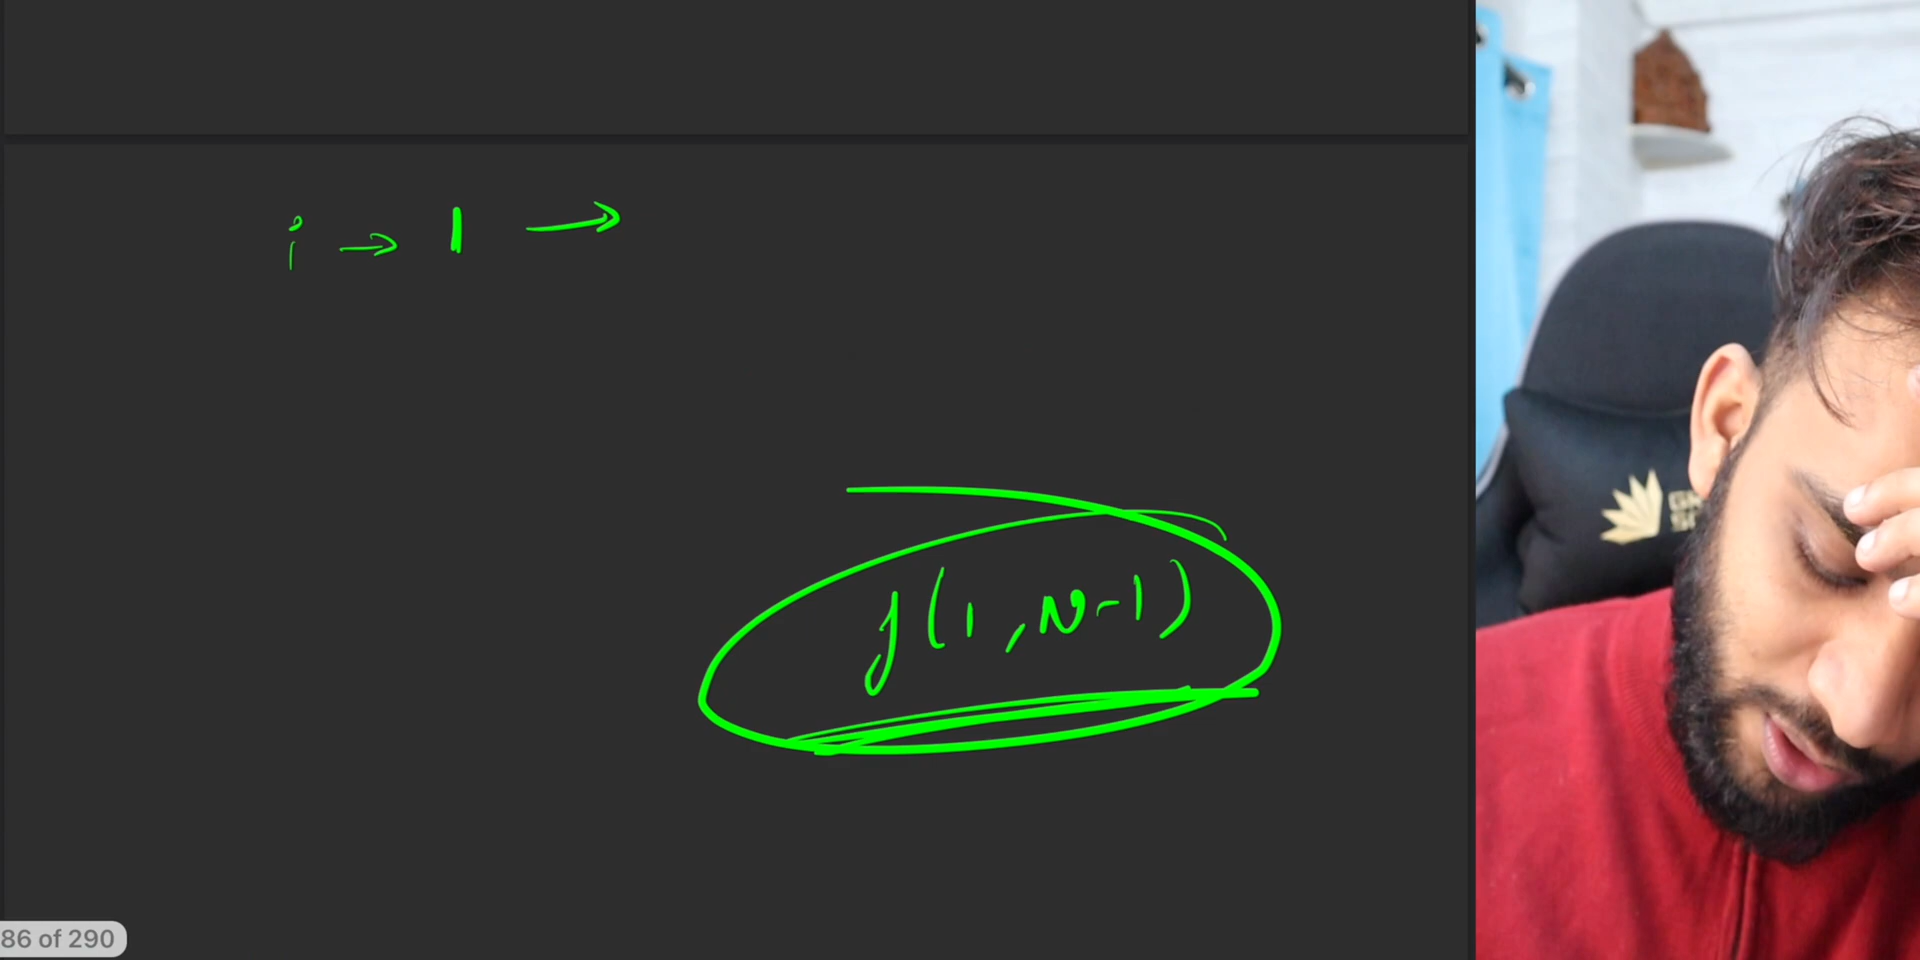 i → 1 →
f(1, N-1)
86 of 290